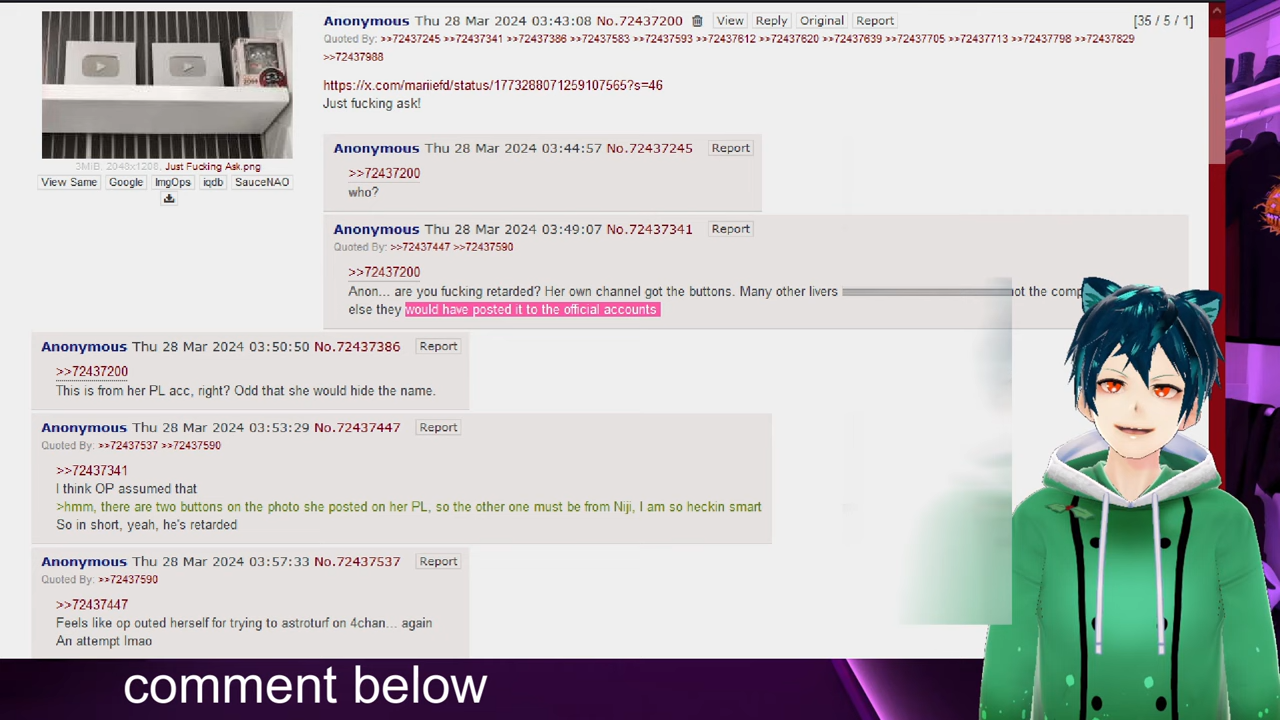 Anonymous Thu 28 Mar 2024 03:43:08 No.72437200 View Reply Original Report [35 / 5 / 1]
Quoted By: >>72437245 >>72437341 >>72437386 >>72437583 >>72437593 >>72437612 >>72437620 >>72437639 >>72437705 >>72437713 >>72437798 >>72437829
>>72437988
https://x.com/mariiefd/status/1773288071259107565?s=46
Just fucking ask!
3MiB, 2048x1208, Just Fucking Ask.png
View Same Google ImgOps iqdb SauceNAO
Anonymous Thu 28 Mar 2024 03:44:57 No.72437245 Report
>>72437200
who?
Anonymous Thu 28 Mar 2024 03:49:07 No.72437341 Report
Quoted By: >>72437447 >>72437590
>>72437200
Anon... are you fucking retarded? Her own channel got the buttons. Many other livers not the comp
else they would have posted it to the official accounts
Anonymous Thu 28 Mar 2024 03:50:50 No.72437386 Report
>>72437200
This is from her PL acc, right? Odd that she would hide the name.
Anonymous Thu 28 Mar 2024 03:53:29 No.72437447 Report
Quoted By: >>72437537 >>72437590
>>72437341
I think OP assumed that
>hmm, there are two buttons on the photo she posted on her PL, so the other one must be from Niji, I am so heckin smart
So in short, yeah, he's retarded
Anonymous Thu 28 Mar 2024 03:57:33 No.72437537 Report
Quoted By: >>72437590
>>72437447
Feels like op outed herself for trying to astroturf on 4chan... again
An attempt lmao
comment below